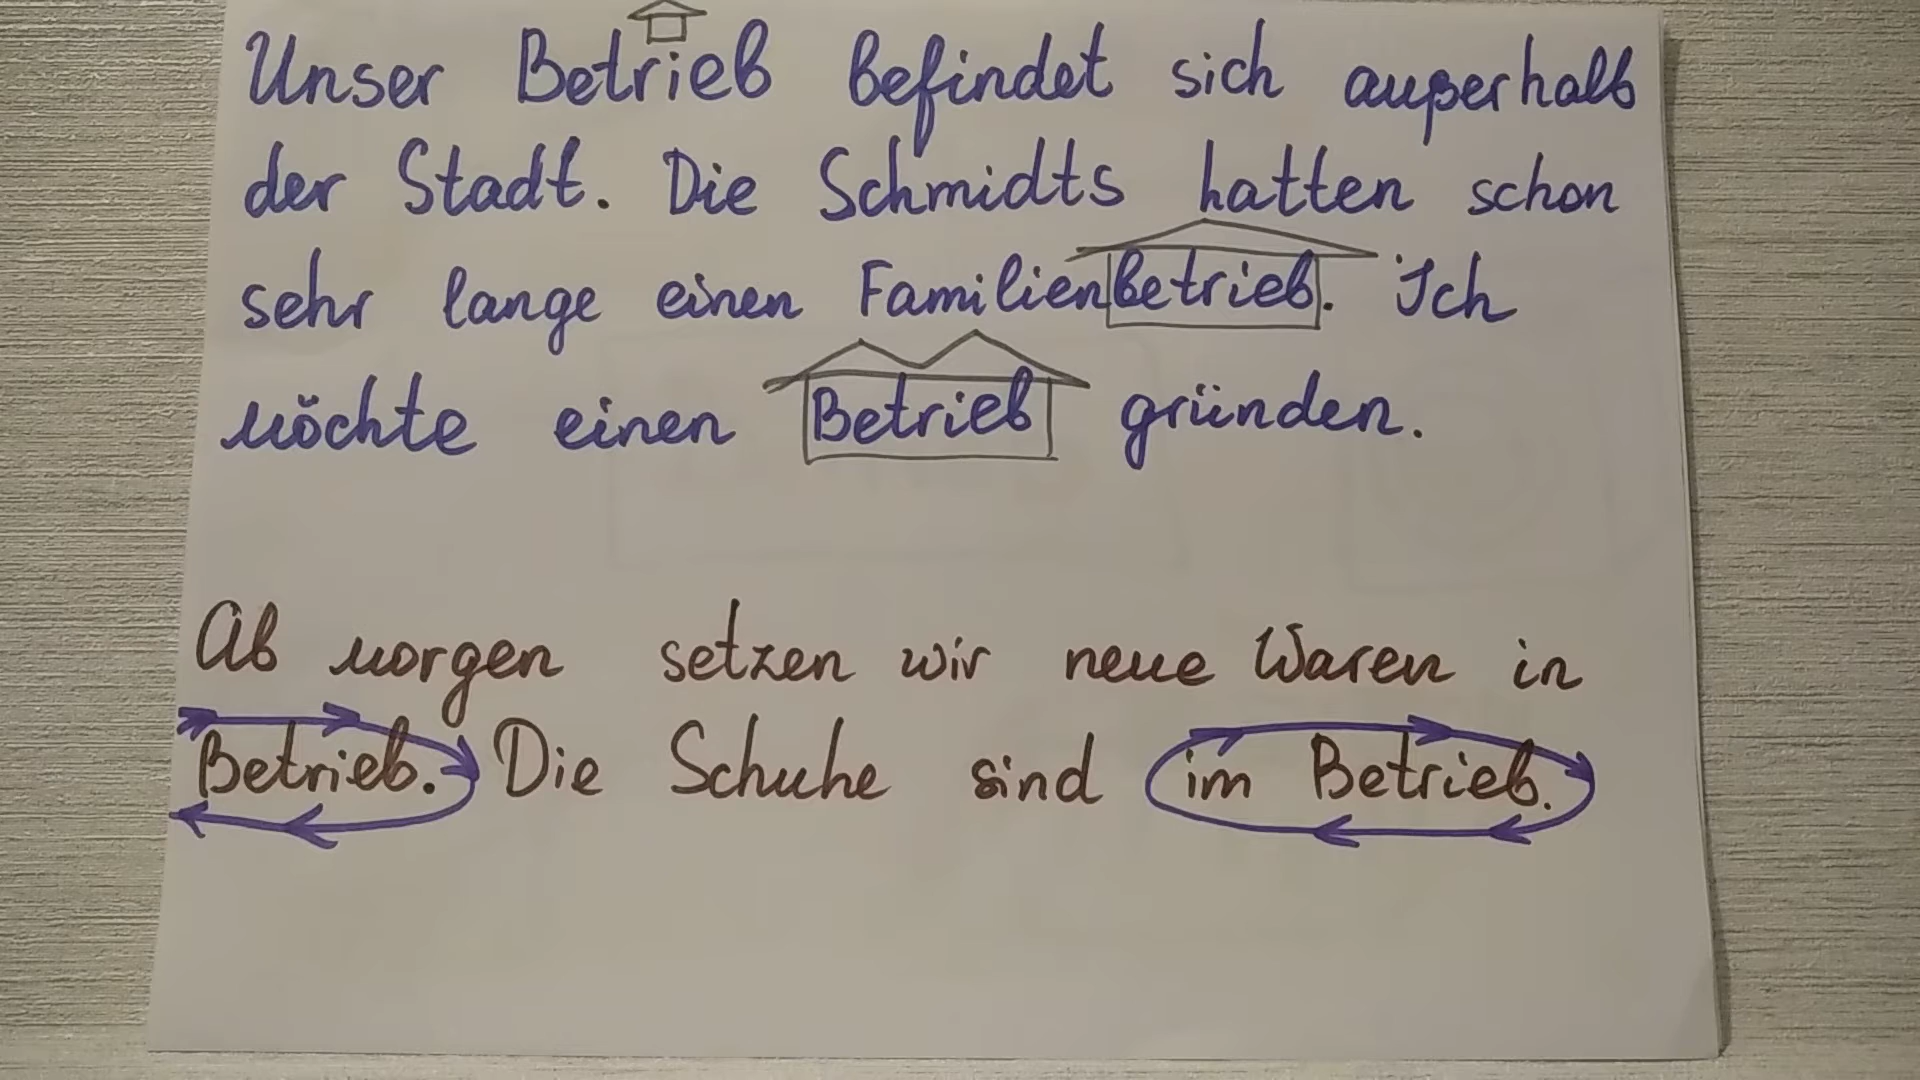 Unser Betrieb befindet sich außerhalb
der Stadt. Die Schmidts hatten schon
sehr lange einen Familienbetrieb. Ich
möchte einen Betrieb gründen.
Ab morgen setzen wir neue Waren in
Betrieb. Die Schuhe sind im Betrieb.